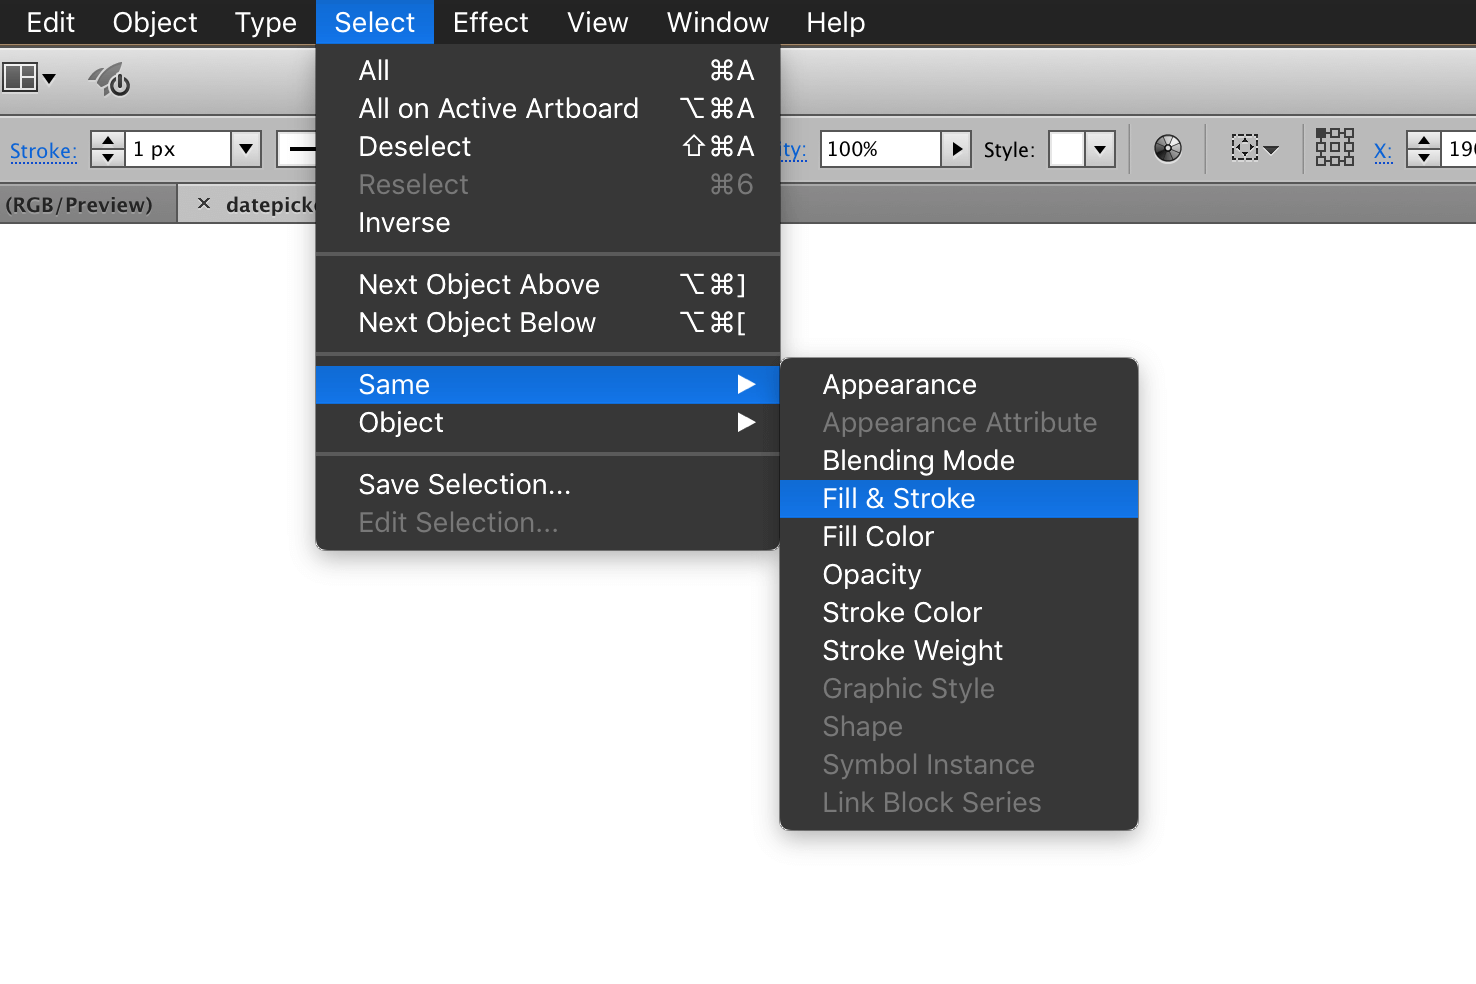 Edit Object Type Select Effect View Window Help
Stroke: 1 px
ity: 100% Style: X: 190
(RGB/Preview) × datepick
All ⌘A
All on Active Artboard ⌥⌘A
Deselect ⇧⌘A
Reselect ⌘6
Inverse
Next Object Above ⌥⌘]
Next Object Below ⌥⌘[
Same ▶
Object ▶
Save Selection...
Edit Selection...
Appearance
Appearance Attribute
Blending Mode
Fill & Stroke
Fill Color
Opacity
Stroke Color
Stroke Weight
Graphic Style
Shape
Symbol Instance
Link Block Series